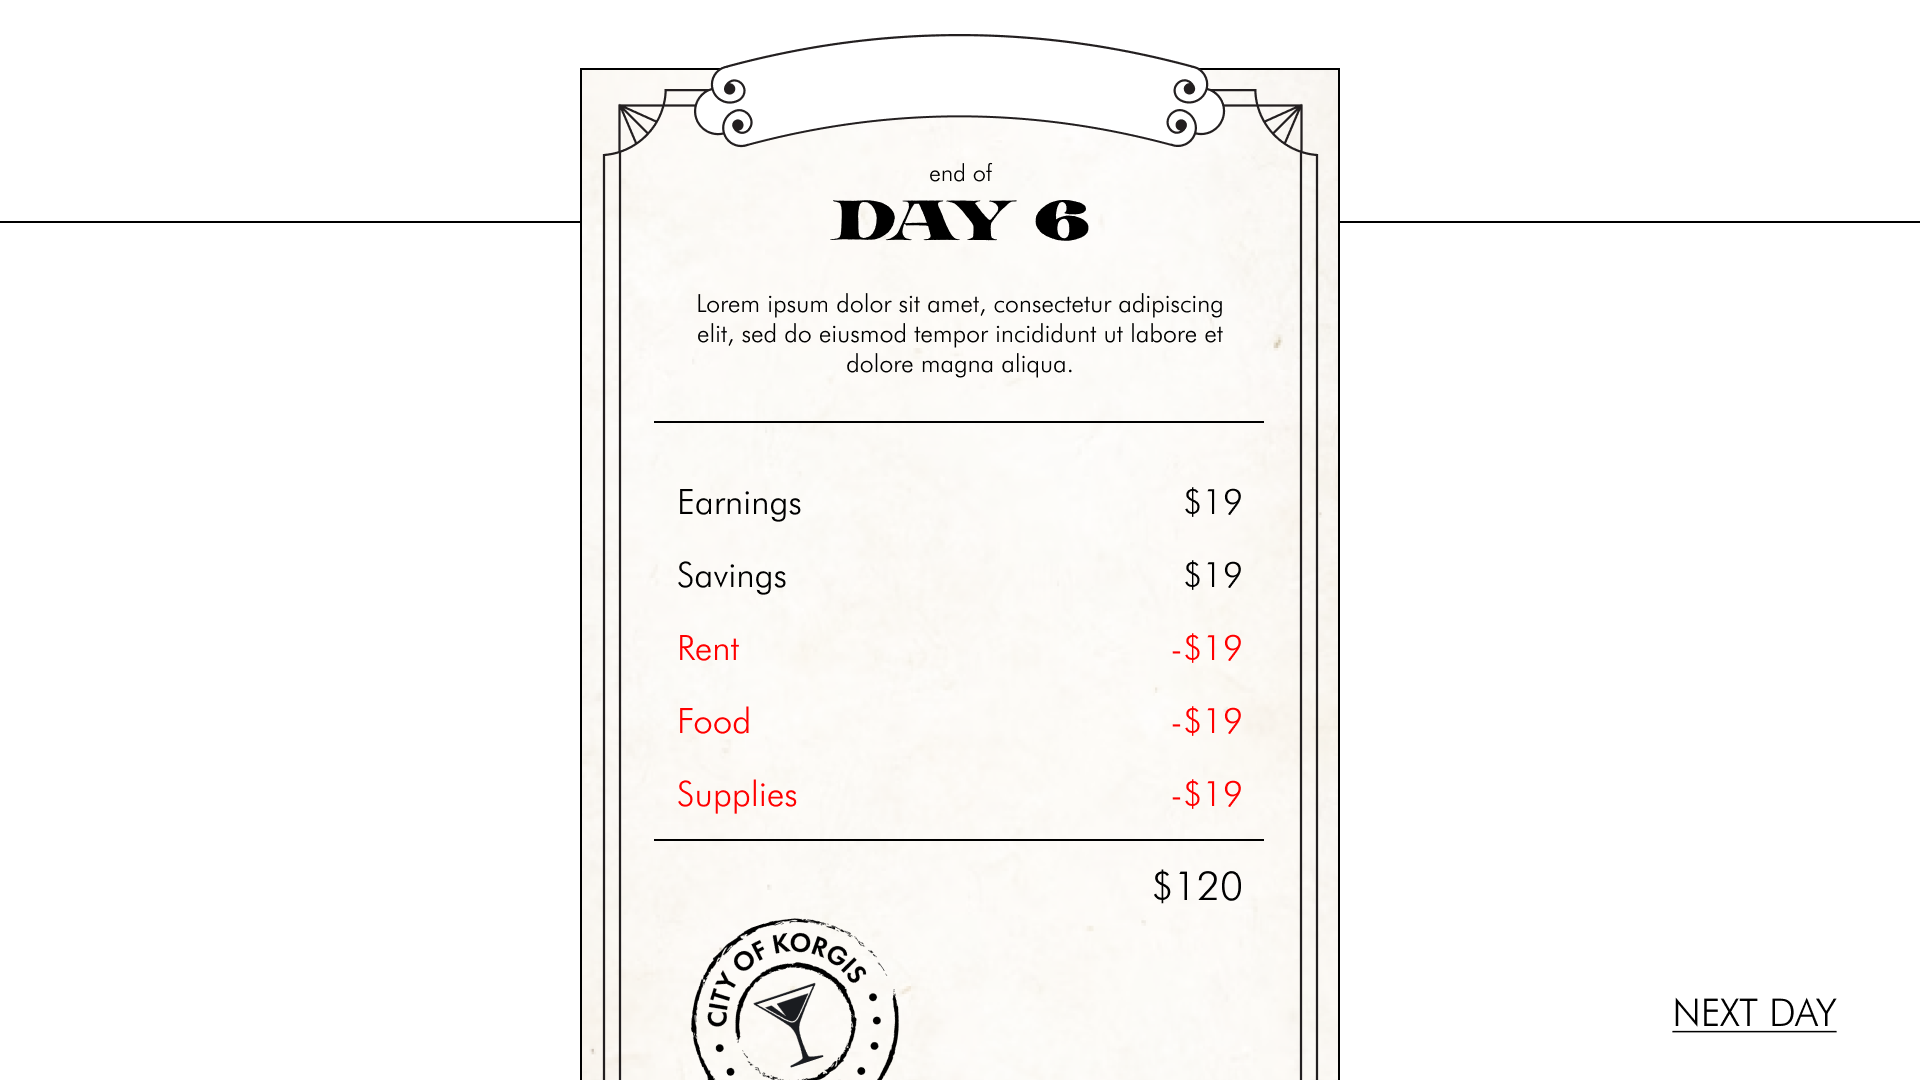 end of
DAY 6
Lorem ipsum dolor sit amet, consectetur adipiscing
elit, sed do eiusmod tempor incididunt ut labore et
dolore magna aliqua.
Earnings $19
Savings $19
Rent -$19
Food -$19
Supplies -$19
$120
CITY OF KORGIS
NEXT DAY